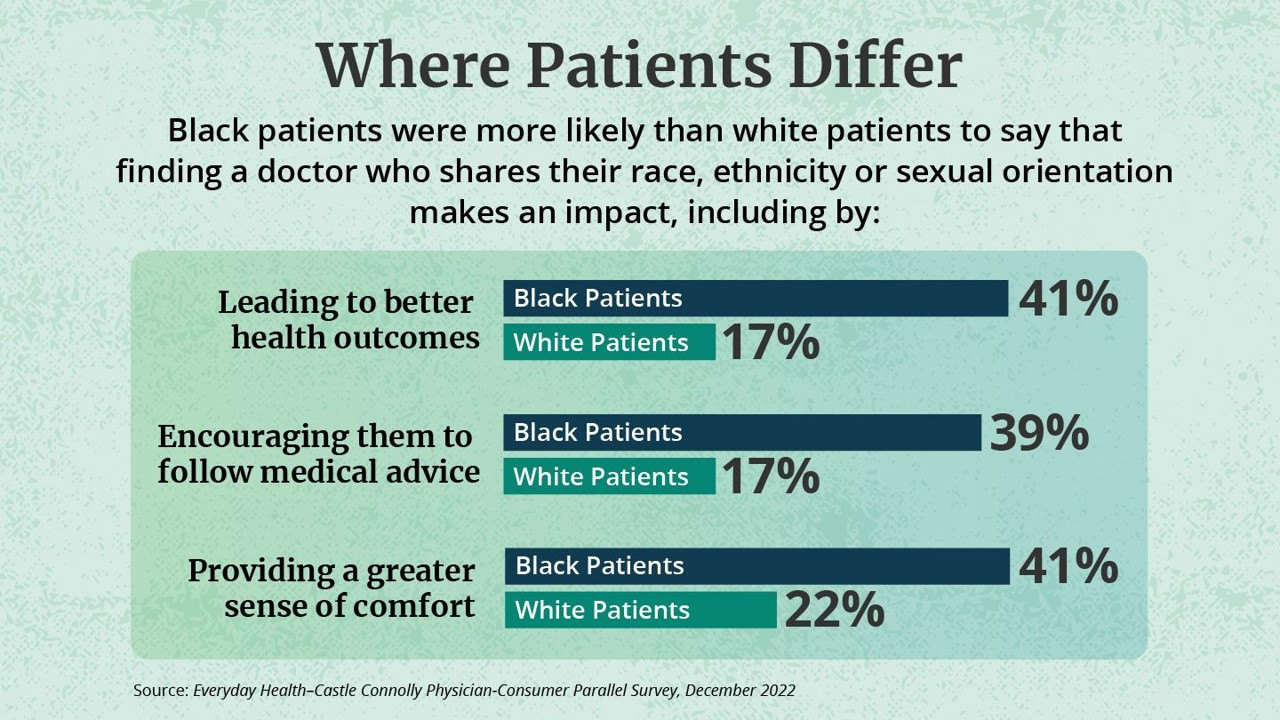 Where Patients Differ
Black patients were more likely than white patients to say that
finding a doctor who shares their race, ethnicity or sexual orientation
makes an impact, including by:
Leading to better
health outcomes
Black Patients
41%
White Patients
17%
Encouraging them to
follow medical advice
Black Patients
39%
White Patients
17%
Providing a greater
sense of comfort
Black Patients
41%
White Patients
22%
Source: Everyday Health–Castle Connolly Physician-Consumer Parallel Survey, December 2022